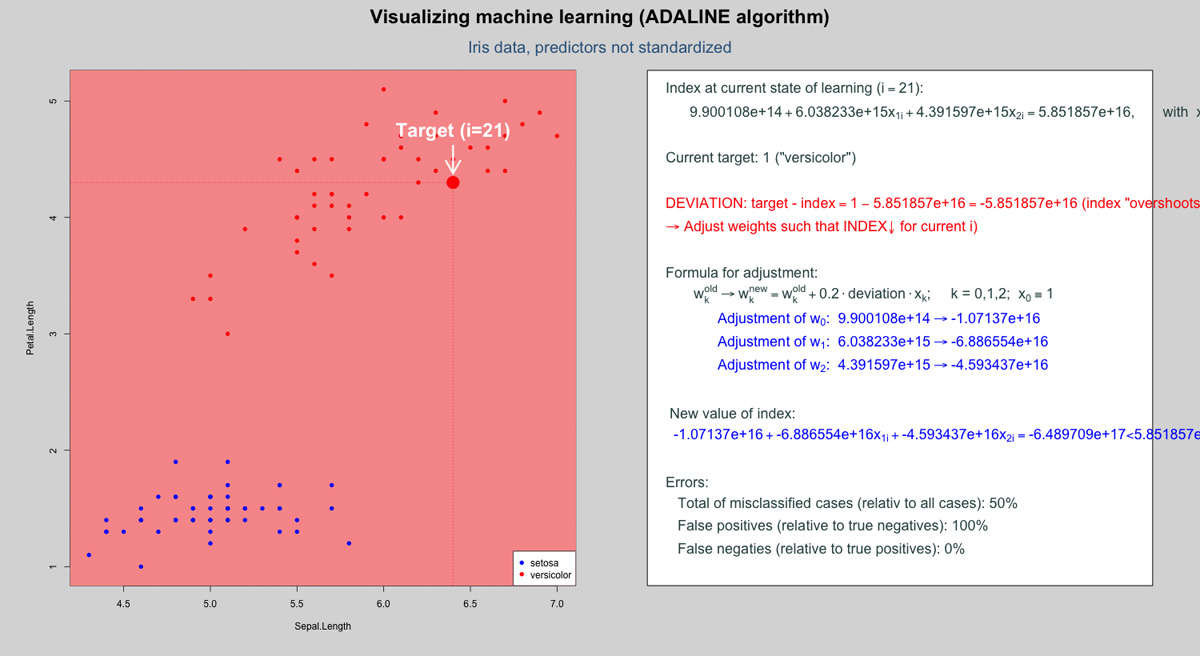 Visualizing machine learning (ADALINE algorithm)
Iris data, predictors not standardized
5
4
3
2
1
Petal.Length
Target (i=21)
setosa
versicolor
4.5 5.0 5.5 6.0 6.5 7.0
Sepal.Length
Index at current state of learning (i = 21):
9.900108e+14 + 6.038233e+15x₁ᵢ + 4.391597e+15x₂ᵢ = 5.851857e+16, with x
Current target: 1 ("versicolor")
DEVIATION: target - index = 1 − 5.851857e+16 = -5.851857e+16 (index "overshoots
→ Adjust weights such that INDEX↓ for current i)
Formula for adjustment:
wₖ^old → wₖ^new = wₖ^old + 0.2 · deviation · xₖ; k = 0,1,2; x₀ ≡ 1
Adjustment of w₀: 9.900108e+14 → -1.07137e+16
Adjustment of w₁: 6.038233e+15 → -6.886554e+16
Adjustment of w₂: 4.391597e+15 → -4.593437e+16
New value of index:
-1.07137e+16 + -6.886554e+16x₁ᵢ + -4.593437e+16x₂ᵢ = -6.489709e+17<5.851857e
Errors:
Total of misclassified cases (relativ to all cases): 50%
False positives (relative to true negatives): 100%
False negaties (relative to true positives): 0%